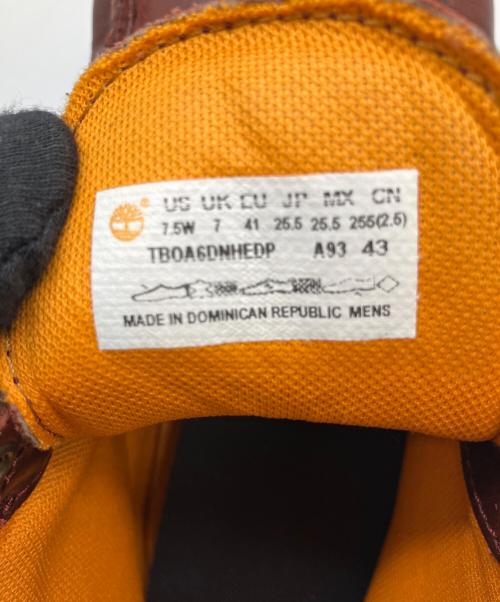 US UK EU JP MX CN
7.5W 7 41 25.5 25.5 255(2.5)
TB0A6DNHEDP A93 43
MADE IN DOMINICAN REPUBLIC MENS